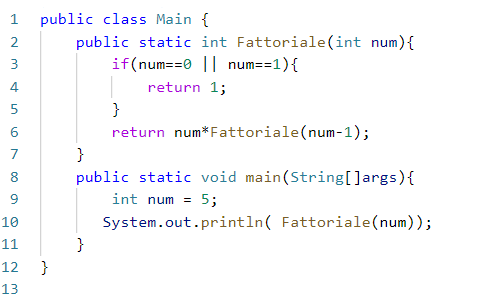 1 public class Main {
2 public static int Fattoriale(int num){
3 if(num==0 || num==1){
4 return 1;
5 }
6 return num*Fattoriale(num-1);
7 }
8 public static void main(String[]args){
9 int num = 5;
10 System.out.println( Fattoriale(num));
11 }
12 }
13